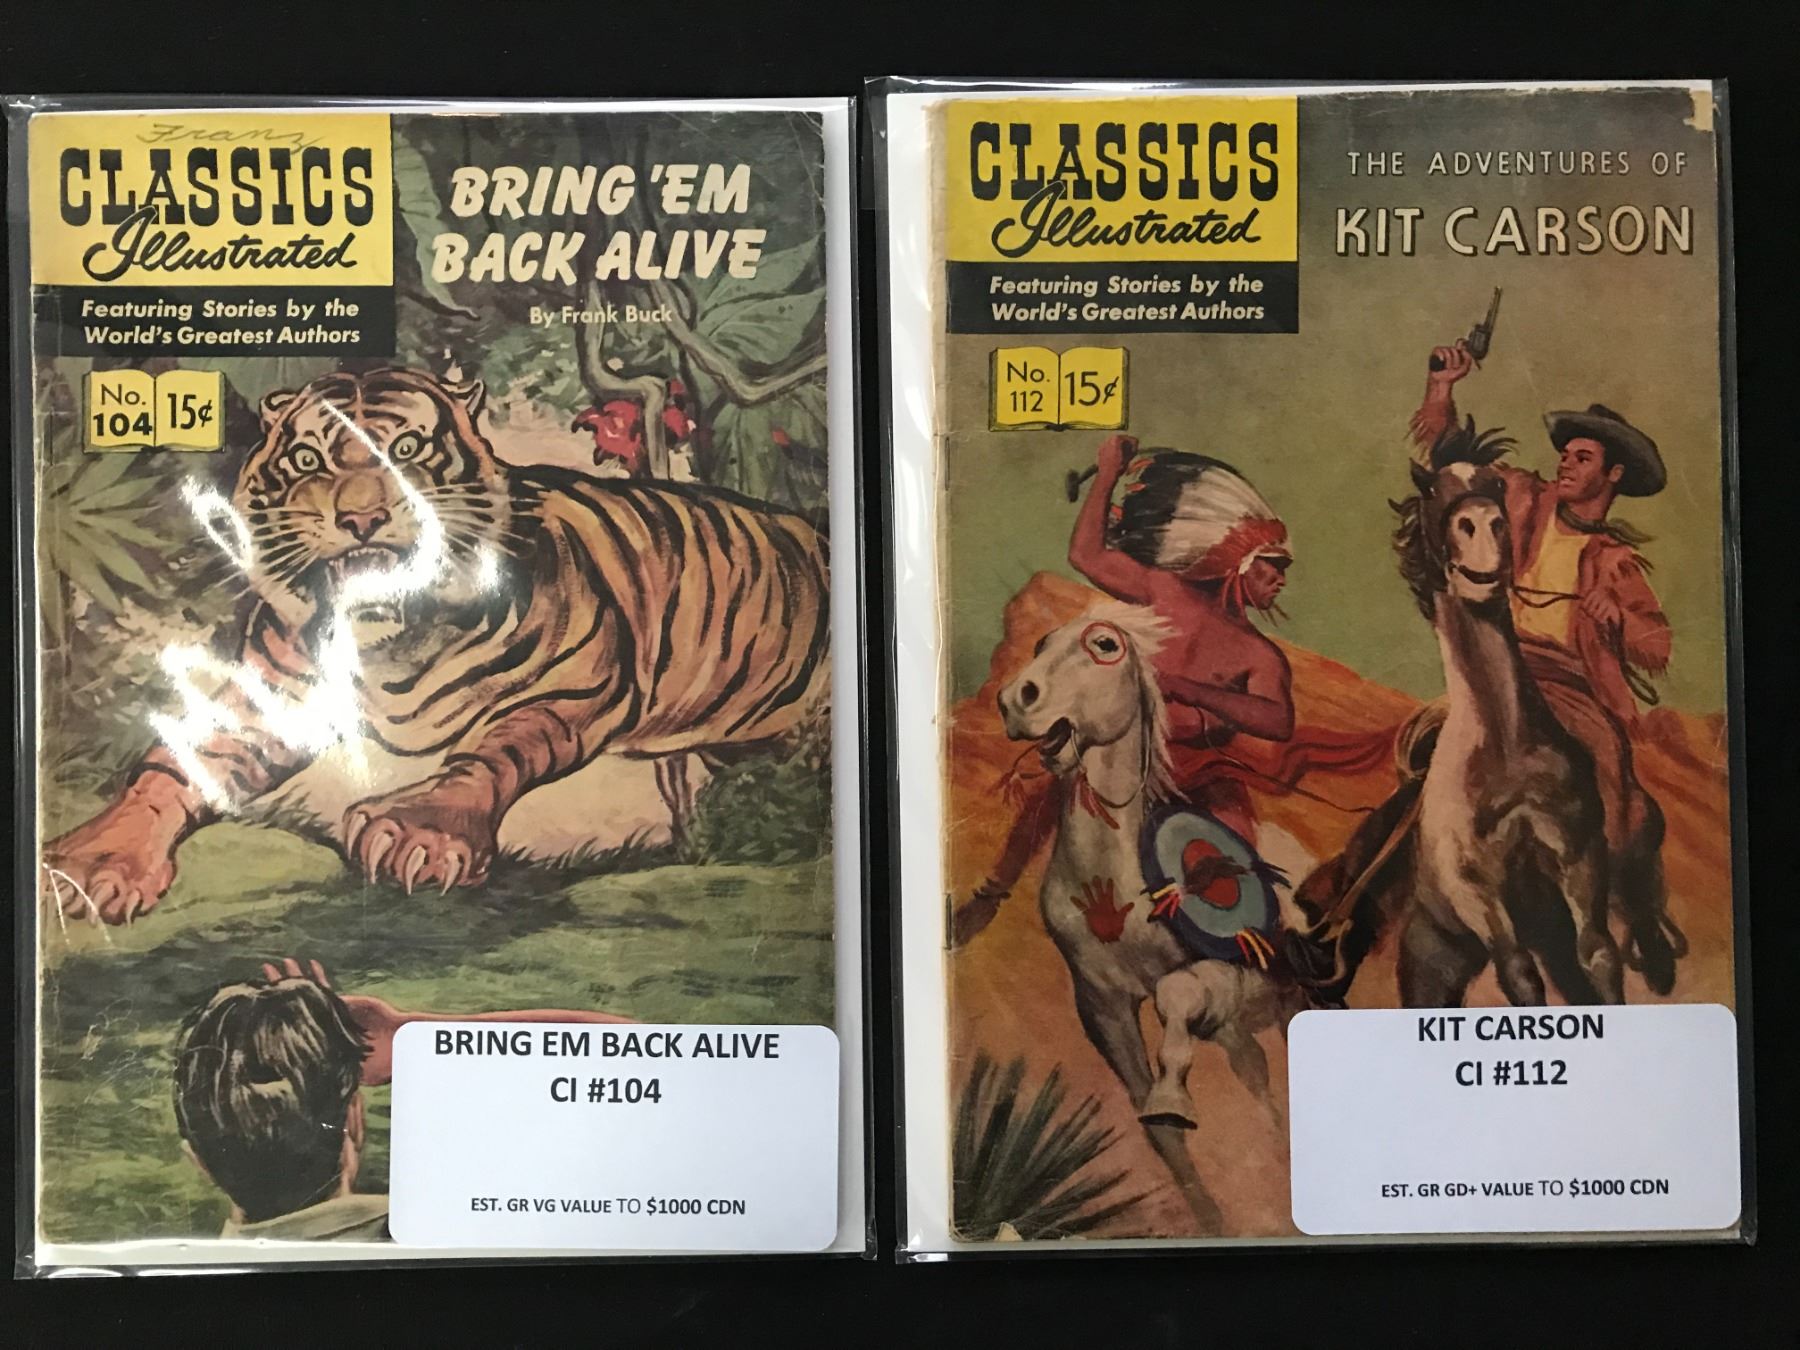 Franz
CLASSICS
Illustrated
Featuring Stories by the
World's Greatest Authors
No.
104
15¢
BRING 'EM
BACK ALIVE
By Frank Buck
BRING EM BACK ALIVE
CI #104
EST. GR VG VALUE TO $1000 CDN
CLASSICS
Illustrated
Featuring Stories by the
World's Greatest Authors
No.
112
15¢
THE ADVENTURES OF
KIT CARSON
KIT CARSON
CI #112
EST. GR GD+ VALUE TO $1000 CDN